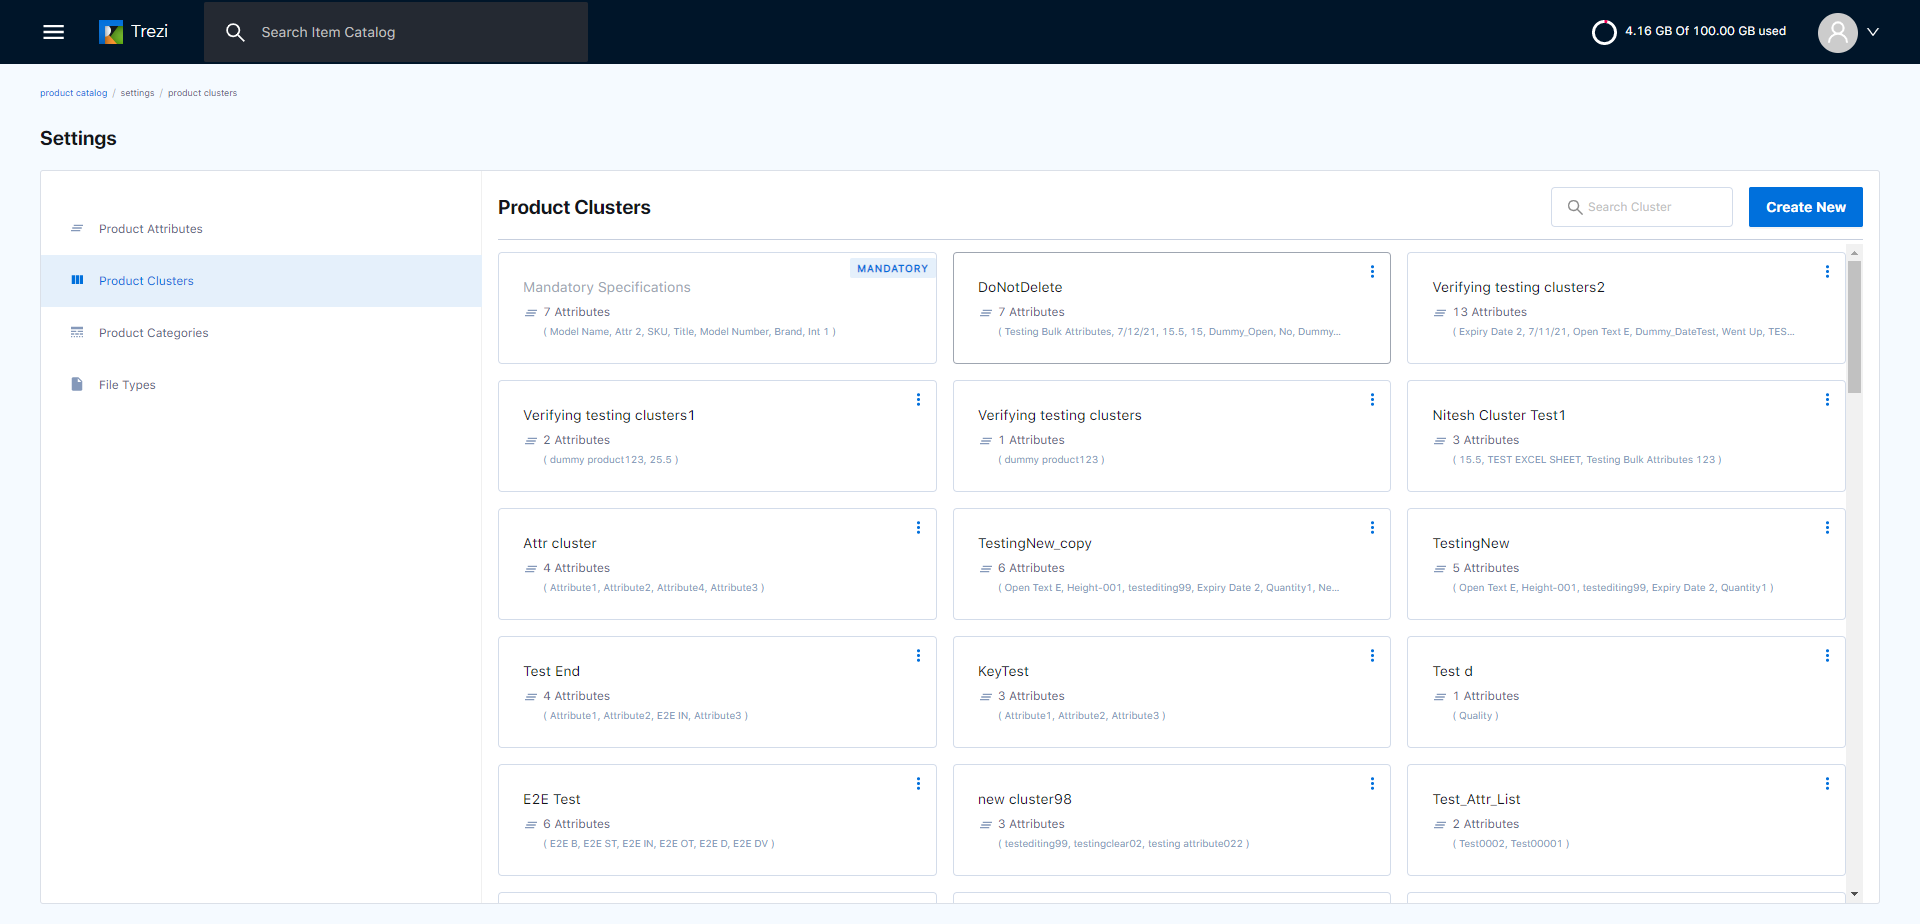 Trezi
Search Item Catalog
4.16 GB Of 100.00 GB used
product catalog / settings / product clusters
Settings
Product Attributes
Product Clusters
Product Categories
File Types
Product Clusters
Search Cluster
Create New
MANDATORY
Mandatory Specifications
7 Attributes
( Model Name, Attr 2, SKU, Title, Model Number, Brand, Int 1 )
DoNotDelete
7 Attributes
( Testing Bulk Attributes, 7/12/21, 15.5, 15, Dummy_Open, No, Dummy...
Verifying testing clusters2
13 Attributes
( Expiry Date 2, 7/11/21, Open Text E, Dummy_DateTest, Went Up, TES...
Verifying testing clusters1
2 Attributes
( dummy product123, 25.5 )
Verifying testing clusters
1 Attributes
( dummy product123 )
Nitesh Cluster Test1
3 Attributes
( 15.5, TEST EXCEL SHEET, Testing Bulk Attributes 123 )
Attr cluster
4 Attributes
( Attribute1, Attribute2, Attribute4, Attribute3 )
TestingNew_copy
6 Attributes
( Open Text E, Height-001, testediting99, Expiry Date 2, Quantity1, Ne...
TestingNew
5 Attributes
( Open Text E, Height-001, testediting99, Expiry Date 2, Quantity1 )
Test End
4 Attributes
( Attribute1, Attribute2, E2E IN, Attribute3 )
KeyTest
3 Attributes
( Attribute1, Attribute2, Attribute3 )
Test d
1 Attributes
( Quality )
E2E Test
6 Attributes
( E2E B, E2E ST, E2E IN, E2E OT, E2E D, E2E DV )
new cluster98
3 Attributes
( testediting99, testingclear02, testing attribute022 )
Test_Attr_List
2 Attributes
( Test0002, Test00001 )